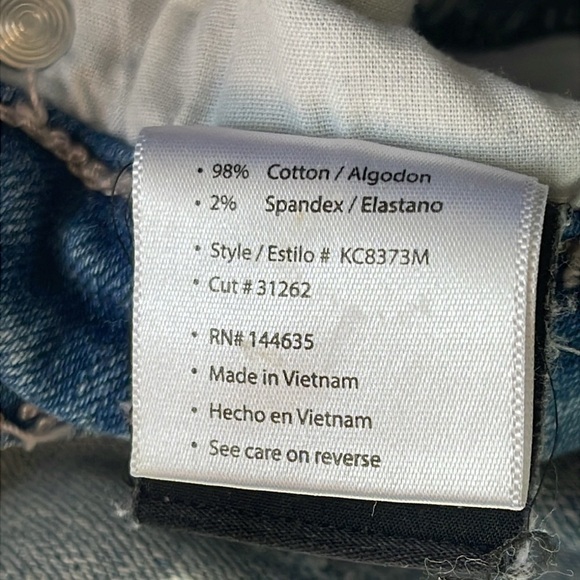 • 98% Cotton / Algodon
• 2% Spandex / Elastano
• Style / Estilo # KC8373M
• Cut # 31262
• RN# 144635
• Made in Vietnam
• Hecho en Vietnam
• See care on reverse